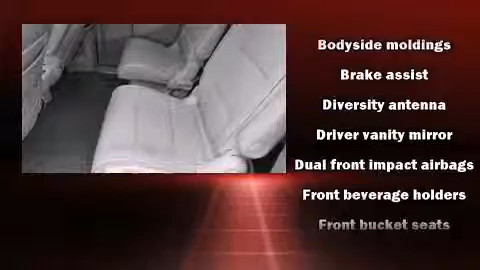 Bodyside moldings
Brake assist
Diversity antenna
Driver vanity mirror
Dual front impact airbags
Front beverage holders
Front bucket seats